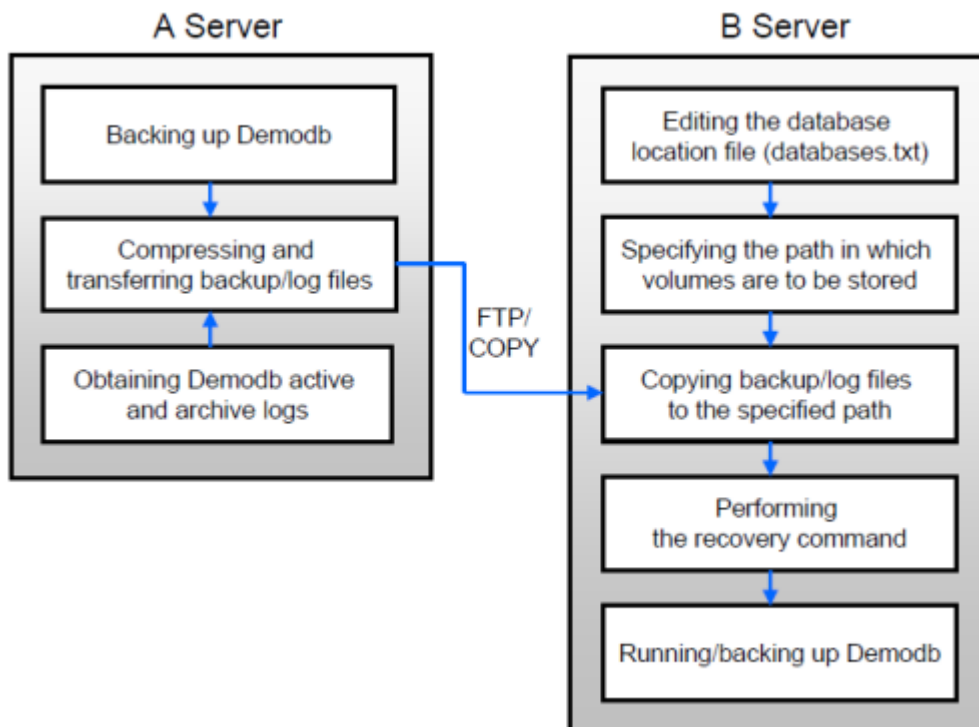 A Server
Backing up Demodb
Compressing and
transferring backup/log files
Obtaining Demodb active
and archive logs
FTP/
COPY
B Server
Editing the database
location file (databases.txt)
Specifying the path in which
volumes are to be stored
Copying backup/log files
to the specified path
Performing
the recovery command
Running/backing up Demodb